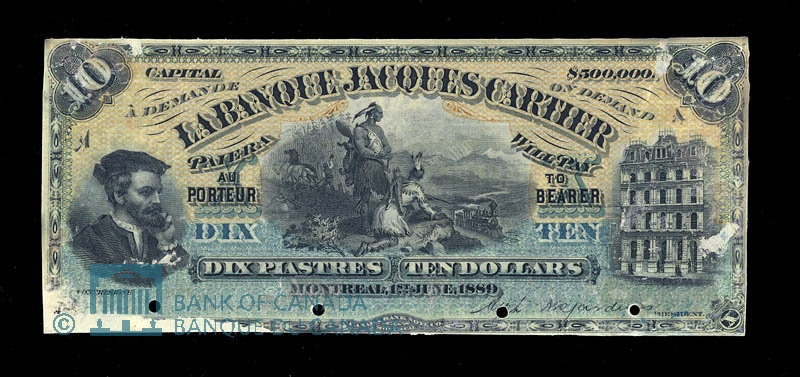 10 10
CAPITAL $500,000.
À DEMANDE ON DEMAND
LA BANQUE JACQUES CARTIER
A A
PAIERA WILL PAY
AU TO
PORTEUR BEARER
DIX TEN
DIX PIASTRES TEN DOLLARS
MONTREAL, 1st JUNE, 1889
PRESIDENT.
© BANK OF CANADA
BANQUE DU CANADA